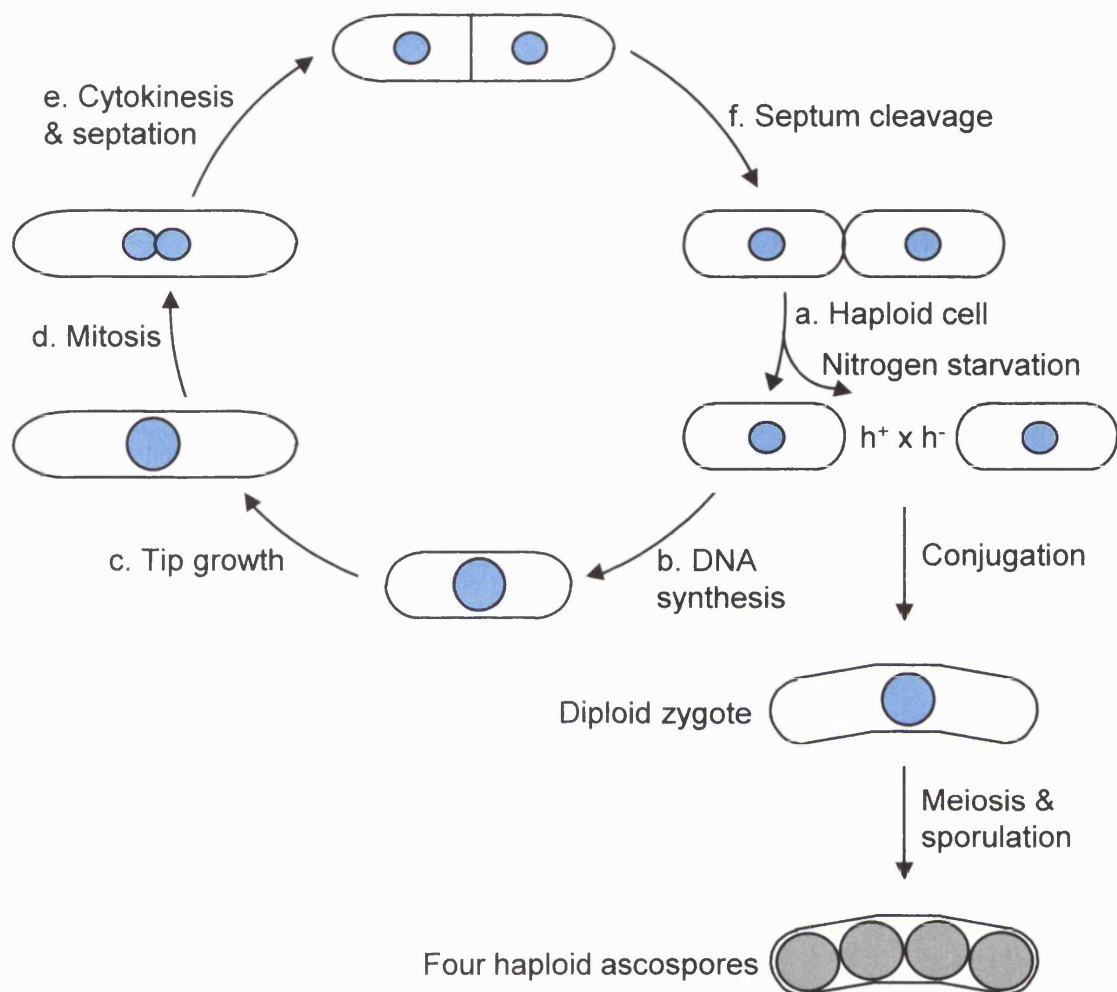 e. Cytokinesis
& septation
f. Septum cleavage
d. Mitosis
a. Haploid cell
Nitrogen starvation
h⁺ x h⁻
c. Tip growth
b. DNA
synthesis
Conjugation
Diploid zygote
Meiosis &
sporulation
Four haploid ascospores